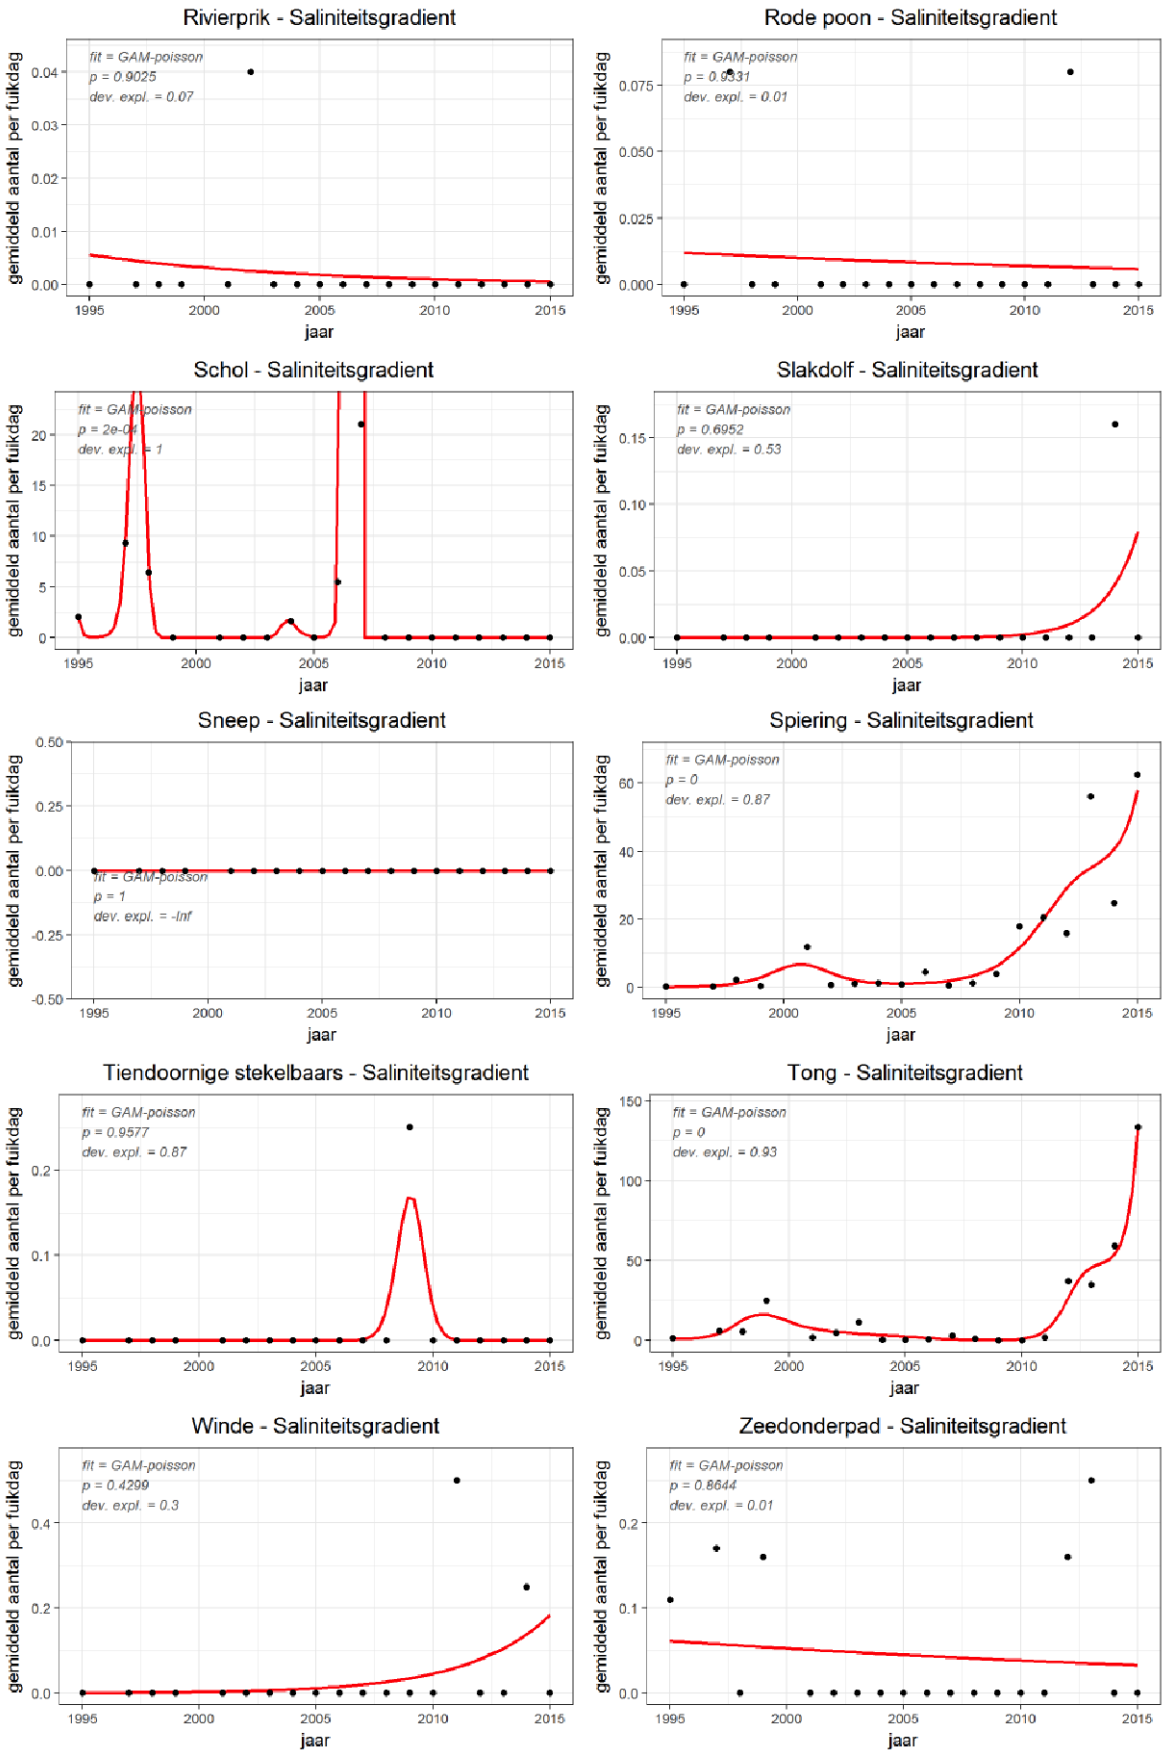 Rivierprik - Saliniteitsgradient
gemiddeld aantal per fuikdag
fit = GAM-poisson
p = 0.9025
dev. expl. = 0.07
0.04
0.03
0.02
0.01
0.00
1995 2000 2005 2010 2015
jaar
Rode poon - Saliniteitsgradient
gemiddeld aantal per fuikdag
fit = GAM-poisson
p = 0.9331
dev. expl. = 0.01
0.075
0.050
0.025
0.000
1995 2000 2005 2010 2015
jaar
Schol - Saliniteitsgradient
gemiddeld aantal per fuikdag
fit = GAM-poisson
p = 2e-04
dev. expl. = 1
20
15
10
5
0
1995 2000 2005 2010 2015
jaar
Slakdolf - Saliniteitsgradient
gemiddeld aantal per fuikdag
fit = GAM-poisson
p = 0.6952
dev. expl. = 0.53
0.15
0.10
0.05
0.00
1995 2000 2005 2010 2015
jaar
Sneep - Saliniteitsgradient
gemiddeld aantal per fuikdag
0.50
0.25
0.00
-0.25
-0.50
fit = GAM-poisson
p = 1
dev. expl. = -Inf
1995 2000 2005 2010 2015
jaar
Spiering - Saliniteitsgradient
gemiddeld aantal per fuikdag
fit = GAM-poisson
p = 0
dev. expl. = 0.87
60
40
20
0
1995 2000 2005 2010 2015
jaar
Tiendoornige stekelbaars - Saliniteitsgradient
gemiddeld aantal per fuikdag
fit = GAM-poisson
p = 0.9577
dev. expl. = 0.87
0.2
0.1
0.0
1995 2000 2005 2010 2015
jaar
Tong - Saliniteitsgradient
gemiddeld aantal per fuikdag
fit = GAM-poisson
p = 0
dev. expl. = 0.93
150
100
50
0
1995 2000 2005 2010 2015
jaar
Winde - Saliniteitsgradient
gemiddeld aantal per fuikdag
fit = GAM-poisson
p = 0.4299
dev. expl. = 0.3
0.4
0.2
0.0
1995 2000 2005 2010 2015
jaar
Zeedonderpad - Saliniteitsgradient
gemiddeld aantal per fuikdag
fit = GAM-poisson
p = 0.8644
dev. expl. = 0.01
0.2
0.1
0.0
1995 2000 2005 2010 2015
jaar